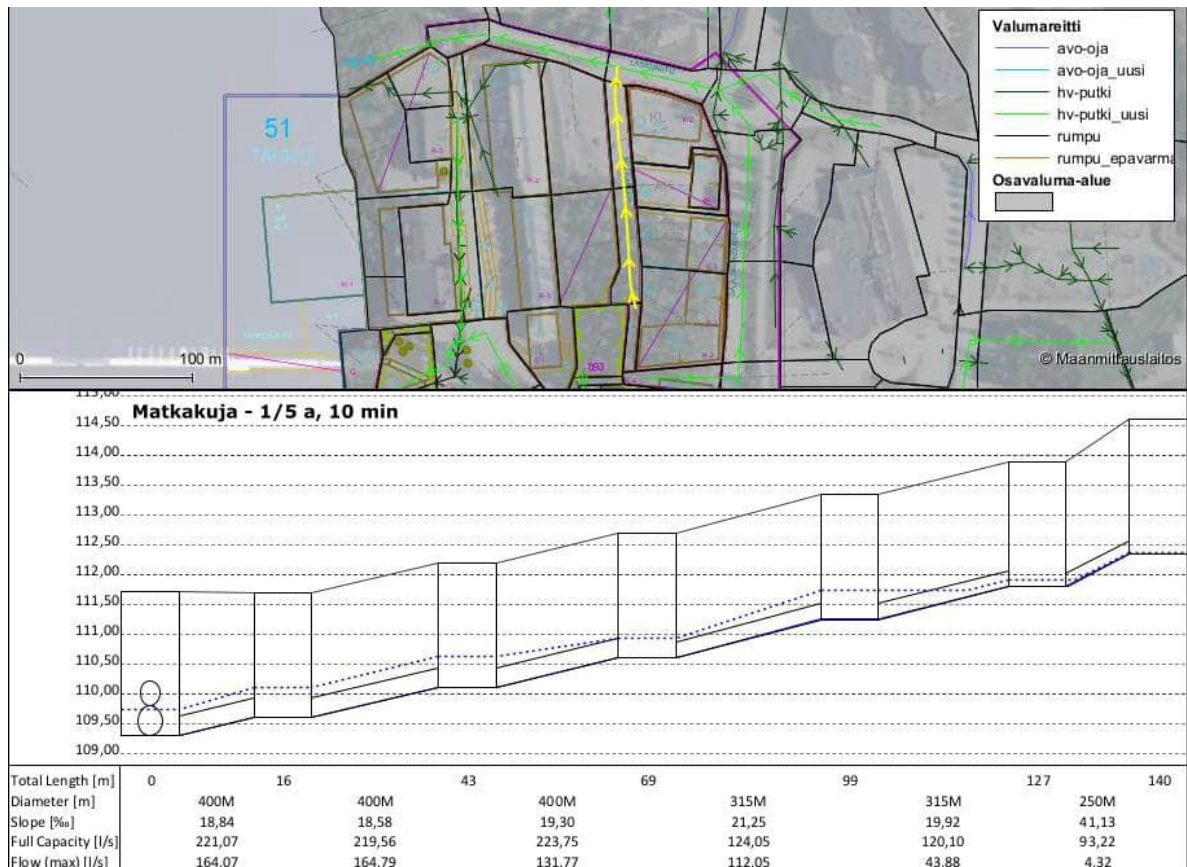 Valumareitti
avo-oja
avo-oja_uusi
hv-putki
hv-putki_uusi
rumpu
rumpu_epavarma
Osavaluma-alue
51
0 100 m
© Maanmittauslaitos
Matkakuja - 1/5 a, 10 min
115,00
114,50
114,00
113,50
113,00
112,50
112,00
111,50
111,00
110,50
110,00
109,50
109,00
Total Length [m] 0 16 43 69 99 127 140
Diameter [m] 400M 400M 400M 315M 315M 250M
Slope [‰] 18,84 18,58 19,30 21,25 19,92 41,13
Full Capacity [l/s] 221,07 219,56 223,75 124,05 120,10 93,22
Flow (max) [l/s] 164,07 164,79 131,77 112,05 43,88 4,32